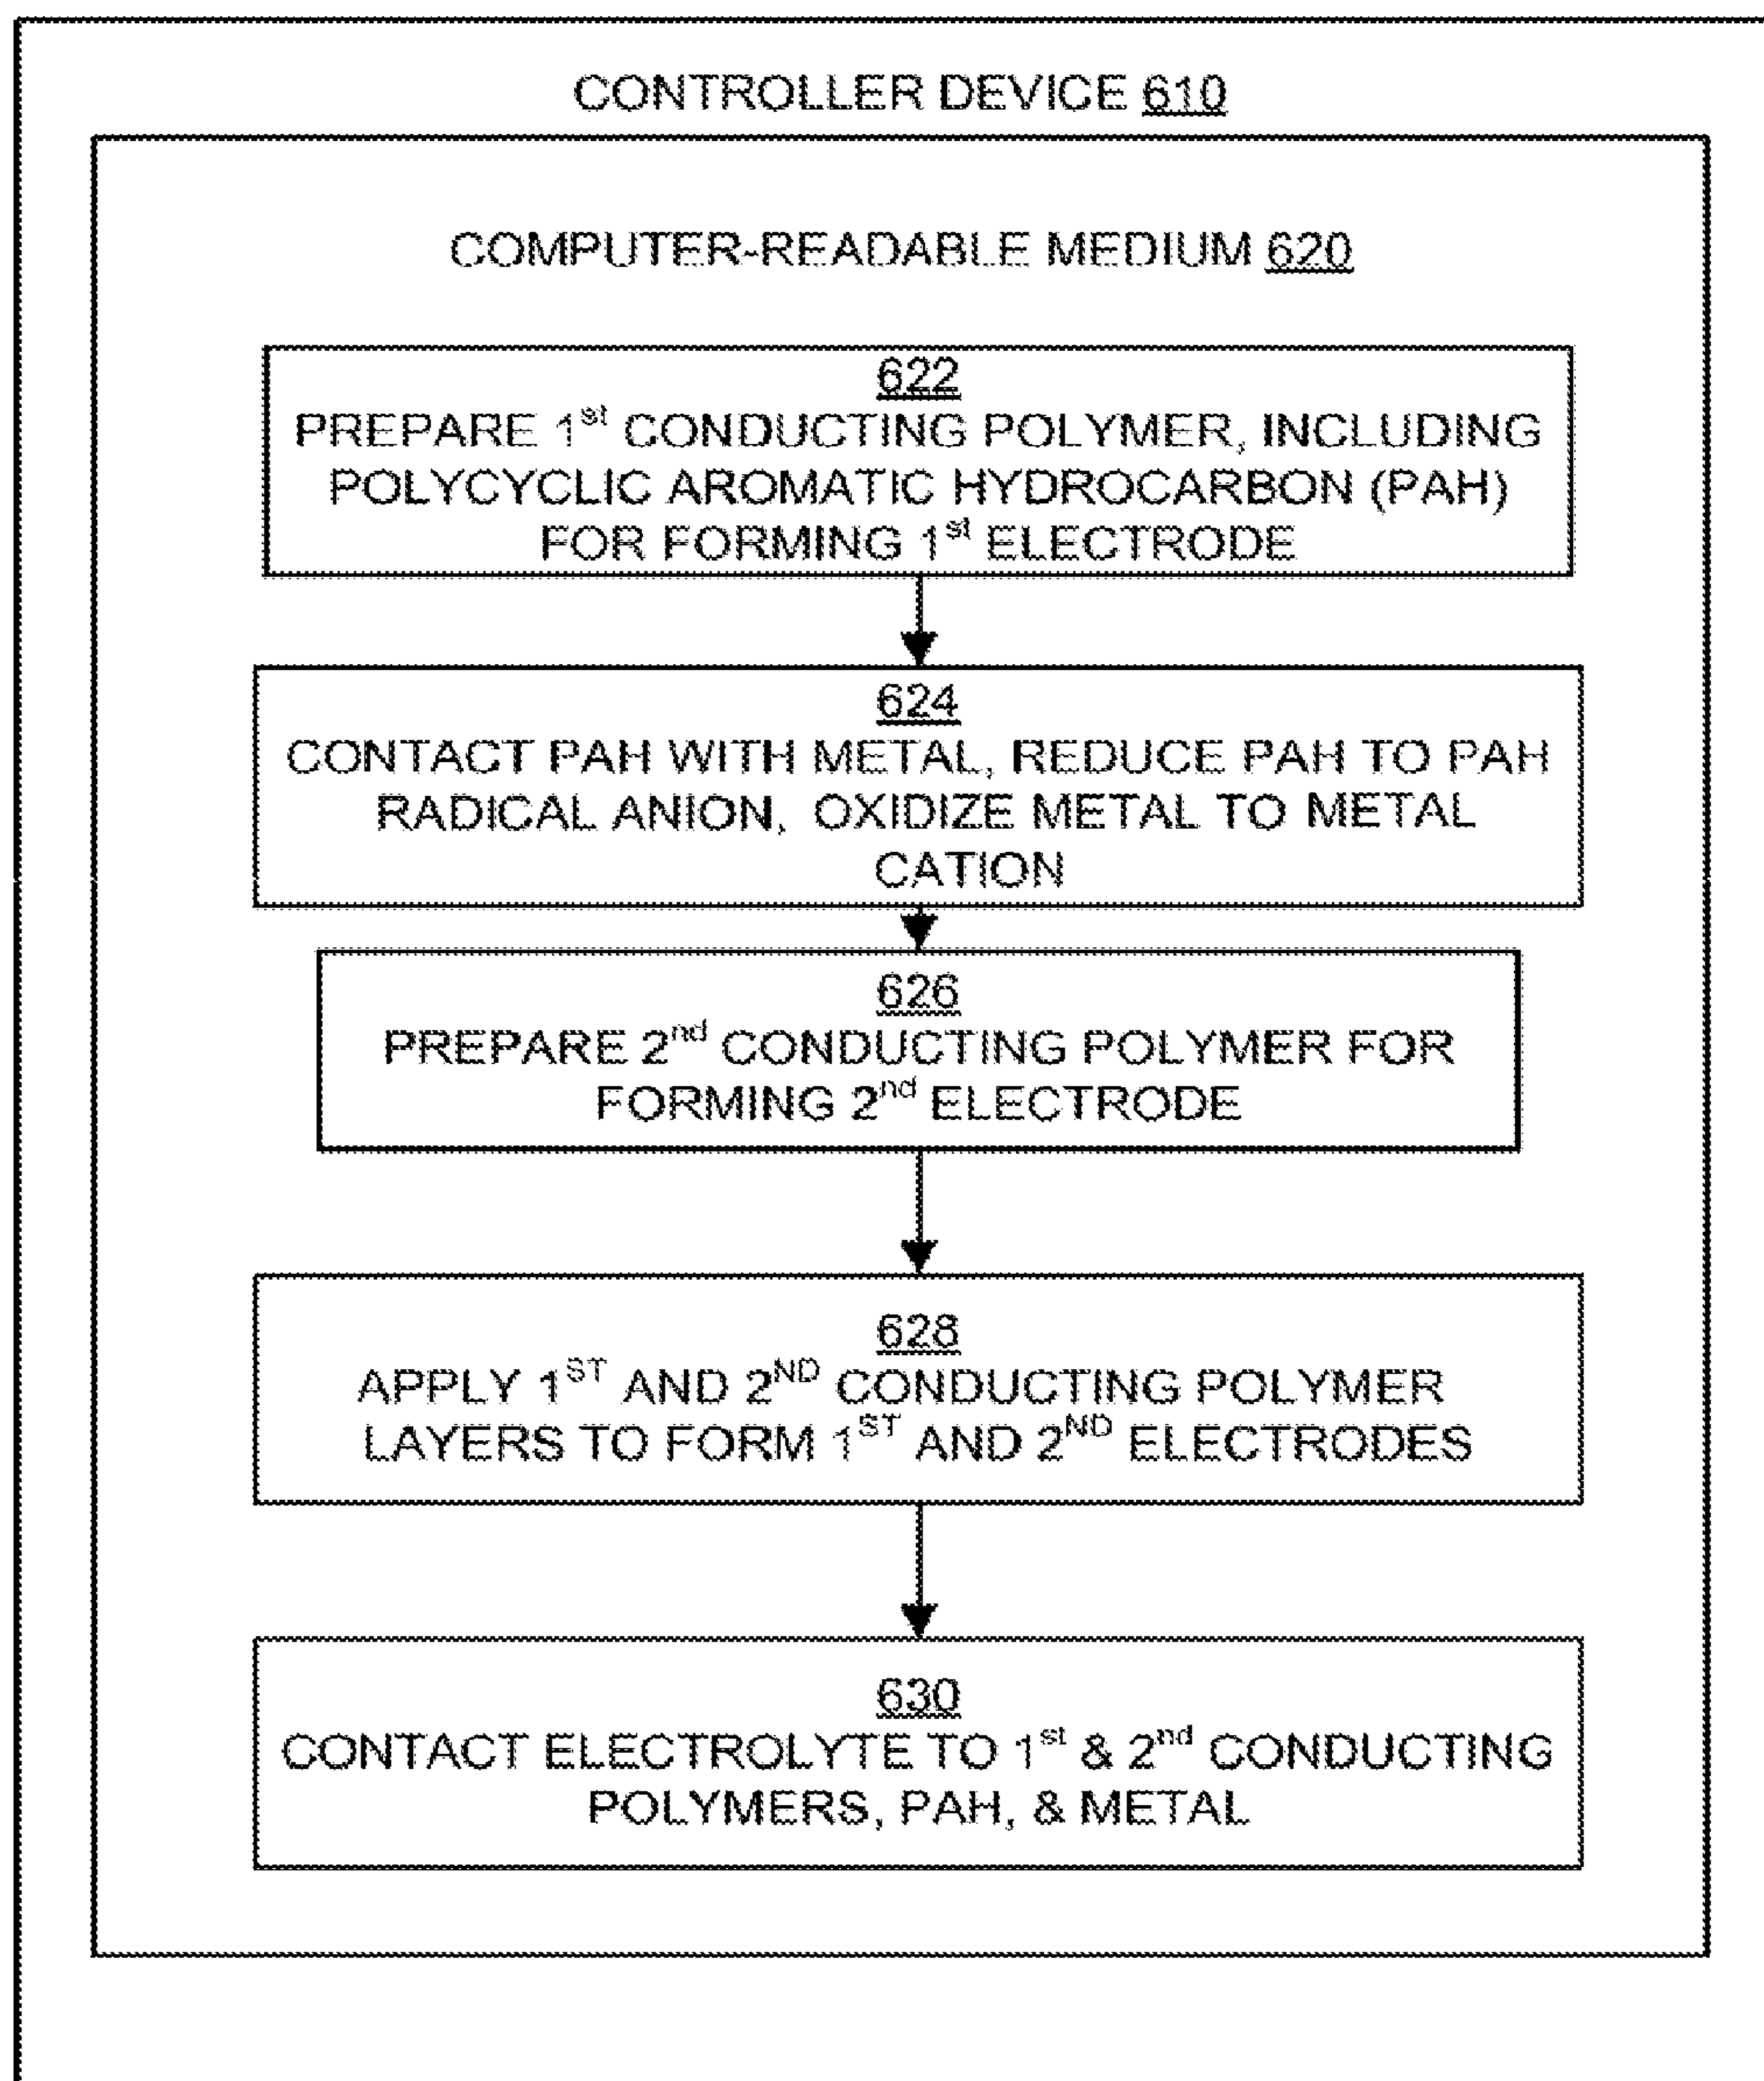 CONTROLLER DEVICE 610
COMPUTER-READABLE MEDIUM 620
622
PREPARE 1st CONDUCTING POLYMER, INCLUDING
POLYCYCLIC AROMATIC HYDROCARBON (PAH)
FOR FORMING 1st ELECTRODE
624
CONTACT PAH WITH METAL, REDUCE PAH TO PAH
RADICAL ANION, OXIDIZE METAL TO METAL
CATION
626
PREPARE 2nd CONDUCTING POLYMER FOR
FORMING 2nd ELECTRODE
628
APPLY 1ST AND 2ND CONDUCTING POLYMER
LAYERS TO FORM 1ST AND 2ND ELECTRODES
630
CONTACT ELECTROLYTE TO 1st & 2nd CONDUCTING
POLYMERS, PAH, & METAL